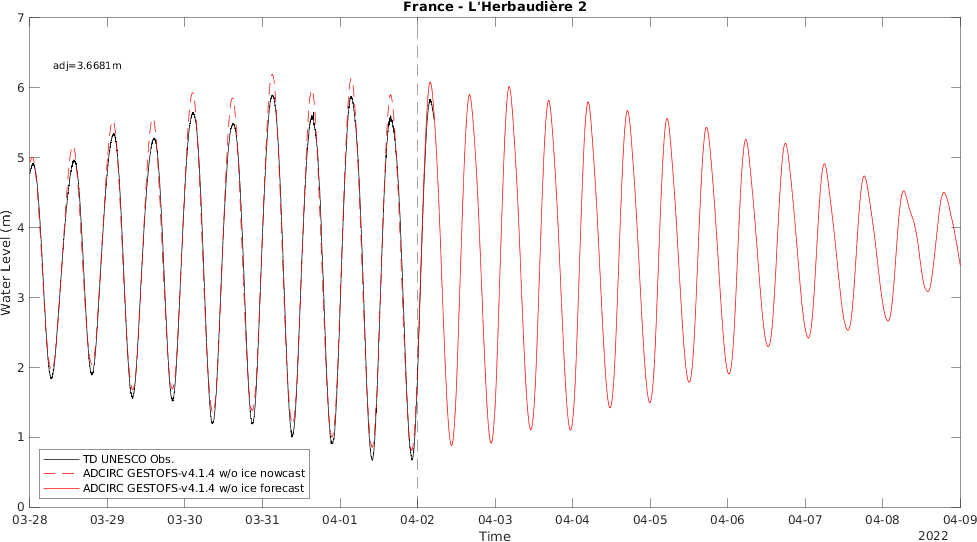 France - L'Herbaudière 2
7
6
5
4
3
2
1
0
Water Level (m)
adj=3.6681m
TD UNESCO Obs.
ADCIRC GESTOFS-v4.1.4 w/o ice nowcast
ADCIRC GESTOFS-v4.1.4 w/o ice forecast
03-28 03-29 03-30 03-31 04-01 04-02 04-03 04-04 04-05 04-06 04-07 04-08 04-09
Time
2022